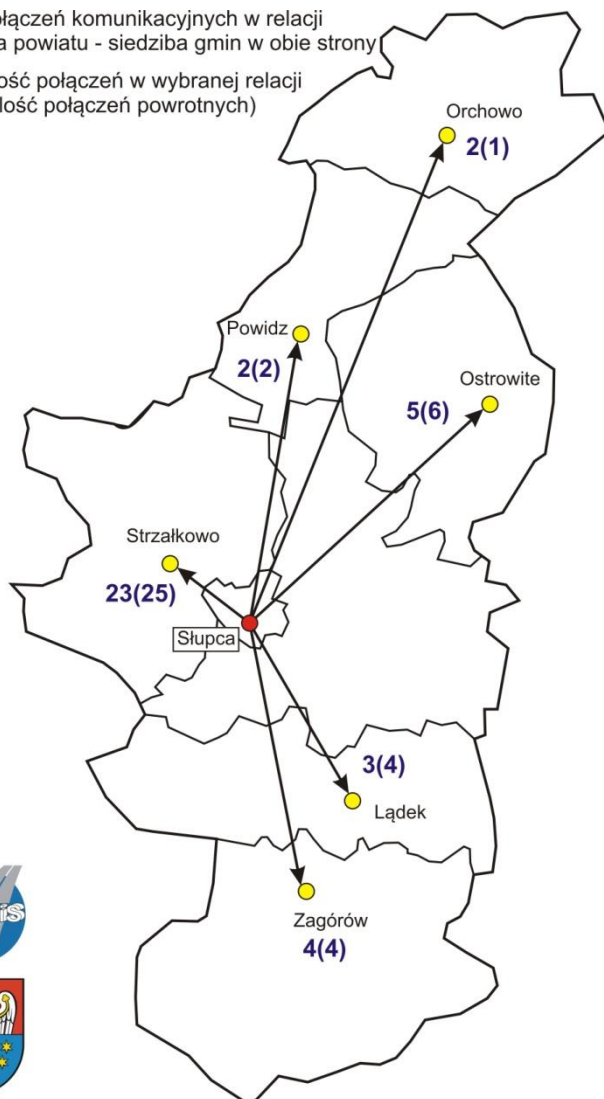 połączeń komunikacyjnych w relacji
a powiatu - siedziba gmin w obie strony
ość połączeń w wybranej relacji
ilość połączeń powrotnych)
Orchowo
2(1)
Powidz
2(2)
Ostrowite
5(6)
Strzałkowo
23(25)
Słupca
3(4)
Lądek
Zagórów
4(4)